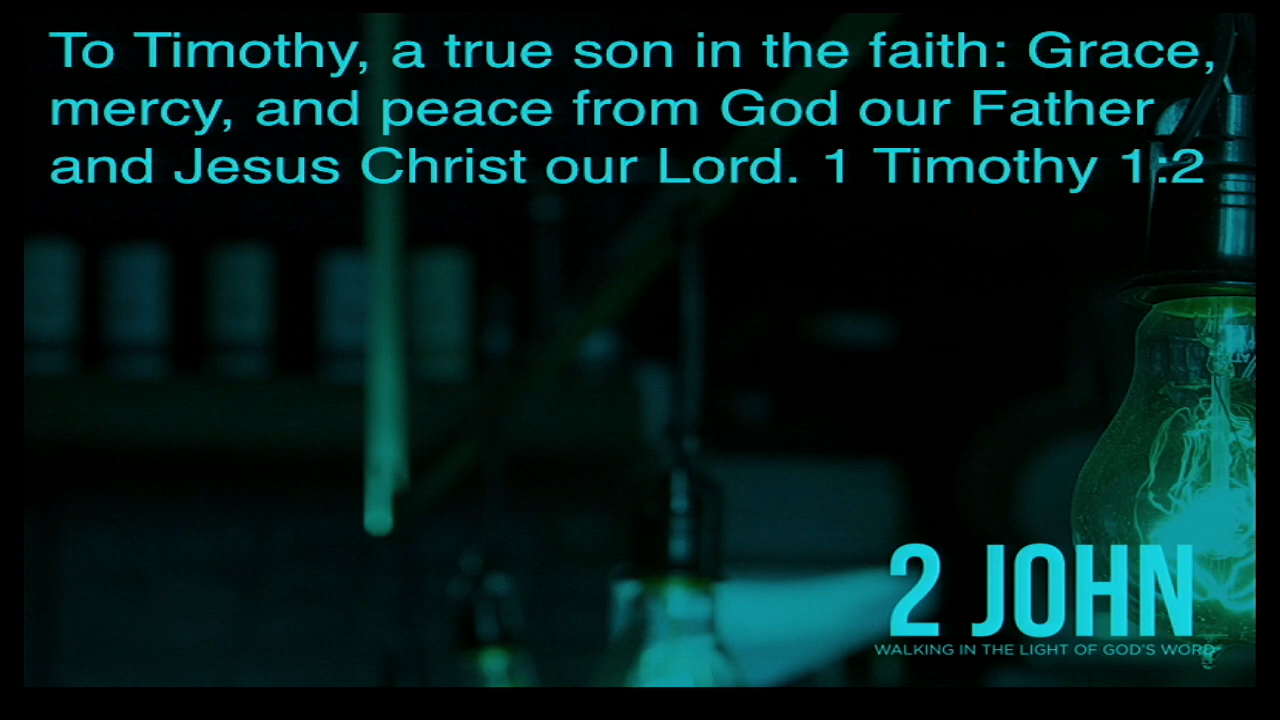 To Timothy, a true son in the faith: Grace,
mercy, and peace from God our Father
and Jesus Christ our Lord. 1 Timothy 1:2
2 JOHN
WALKING IN THE LIGHT OF GOD'S WORD